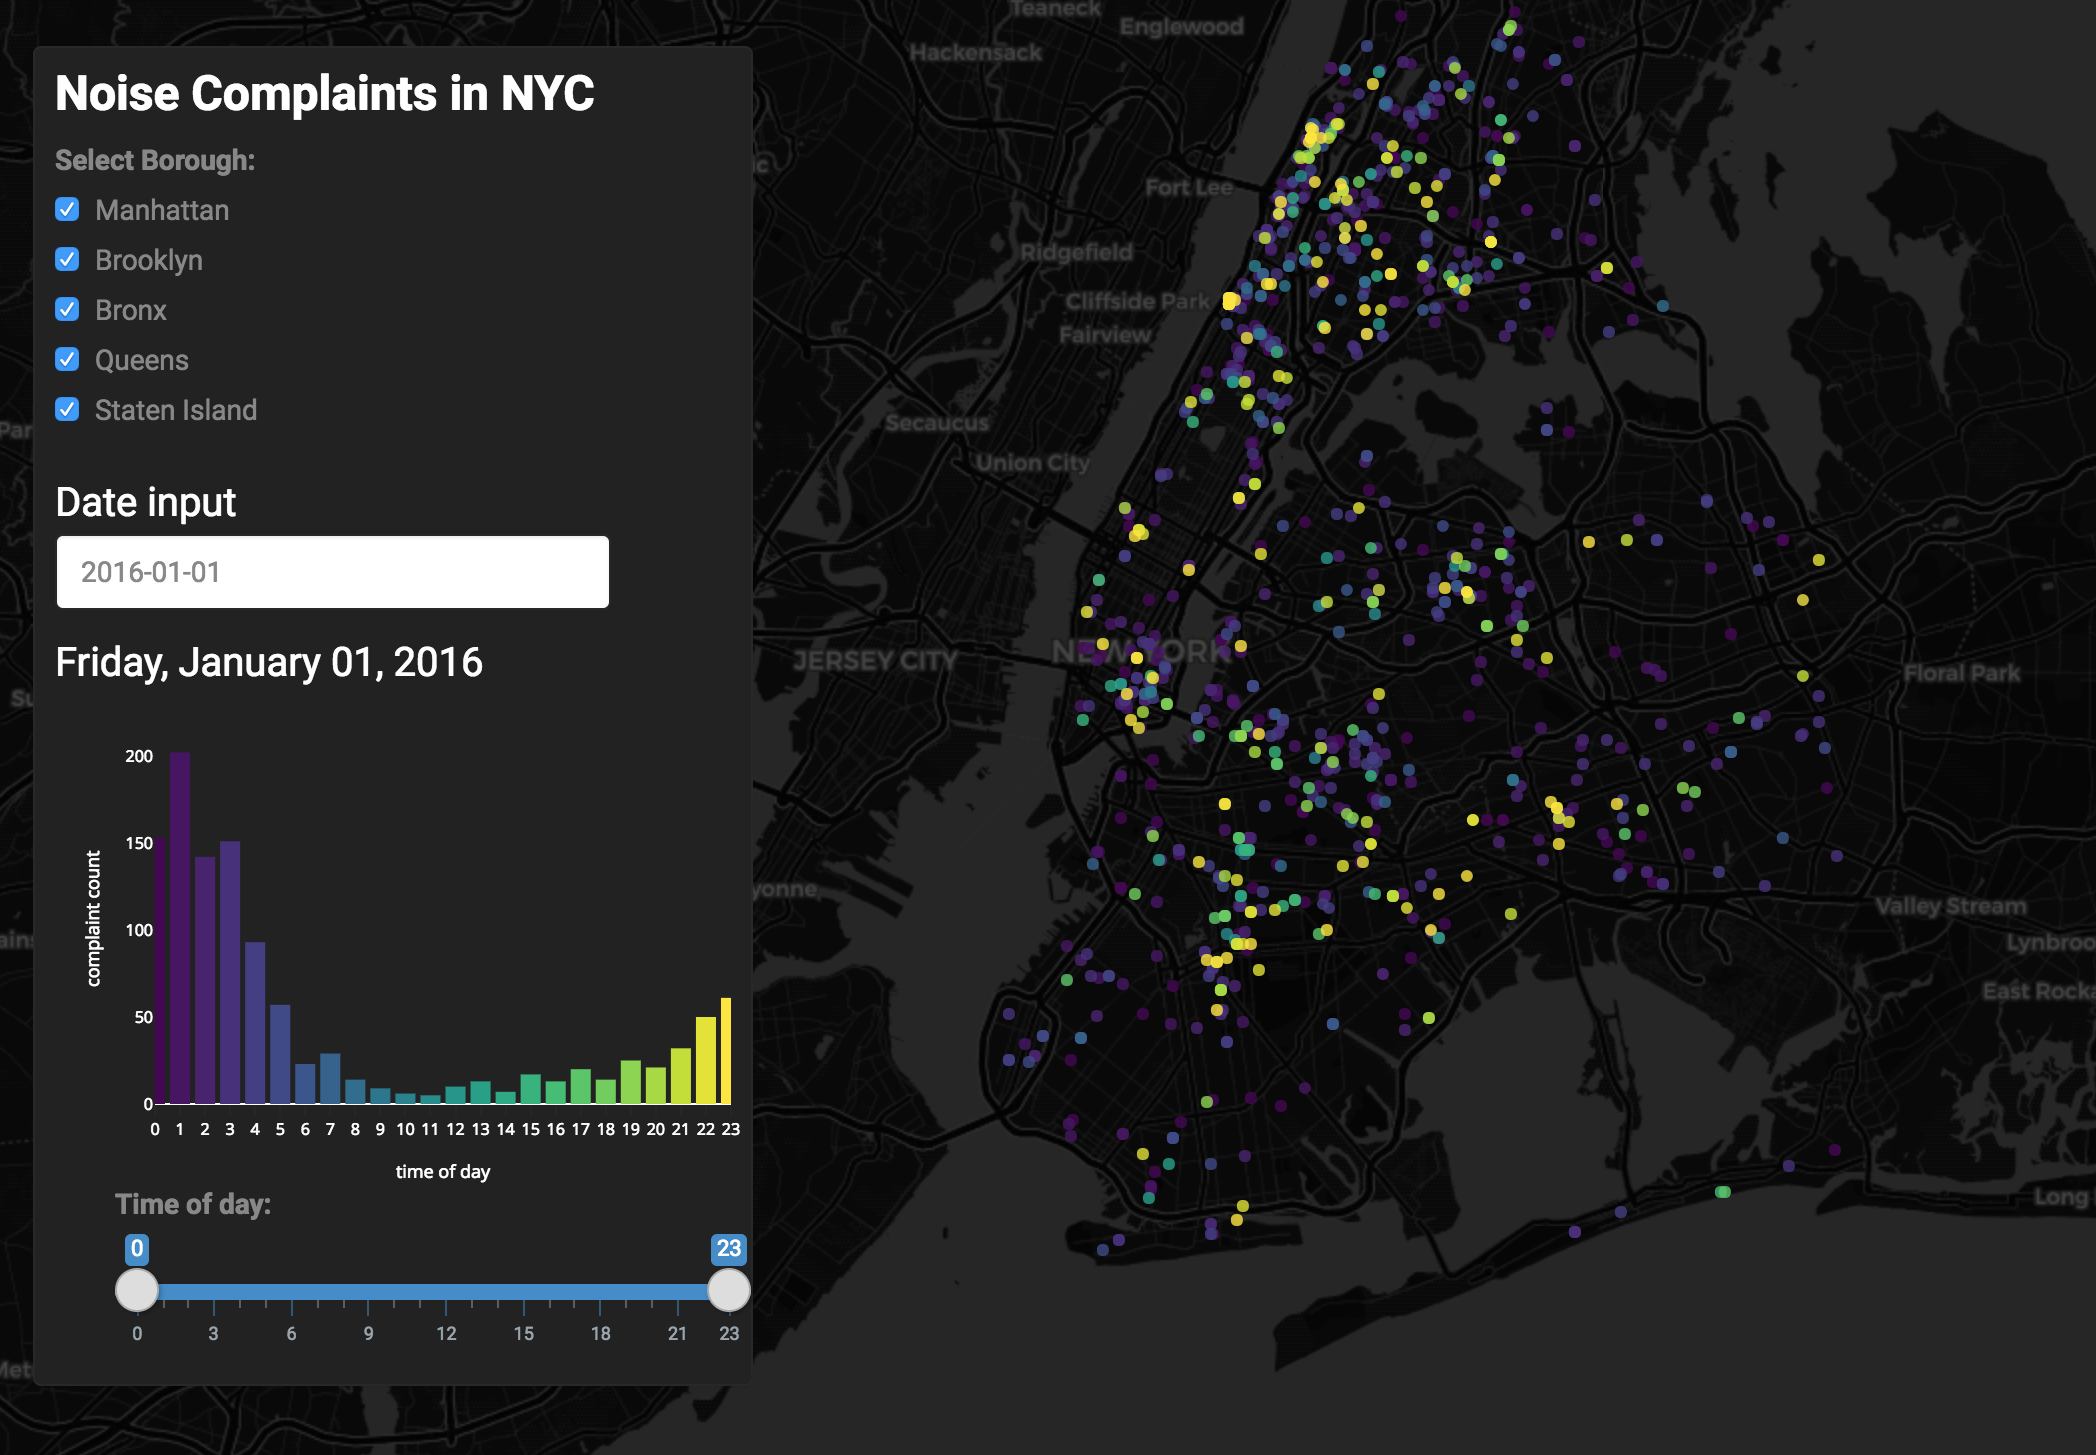 Noise Complaints in NYC
Select Borough:
Manhattan
Brooklyn
Bronx
Queens
Staten Island
Date input
2016-01-01
Friday, January 01, 2016
200
150
100
50
0
complaint count
0 1 2 3 4 5 6 7 8 9 10 11 12 13 14 15 16 17 18 19 20 21 22 23
time of day
Time of day:
0 23
0 3 6 9 12 15 18 21 23
Teaneck
Englewood
Hackensack
Fort Lee
Ridgefield
Cliffside Park
Fairview
Secaucus
Union City
NEW YORK
JERSEY CITY
Floral Park
yonne
Valley Stream
Lynbroo
East Rocka
Long